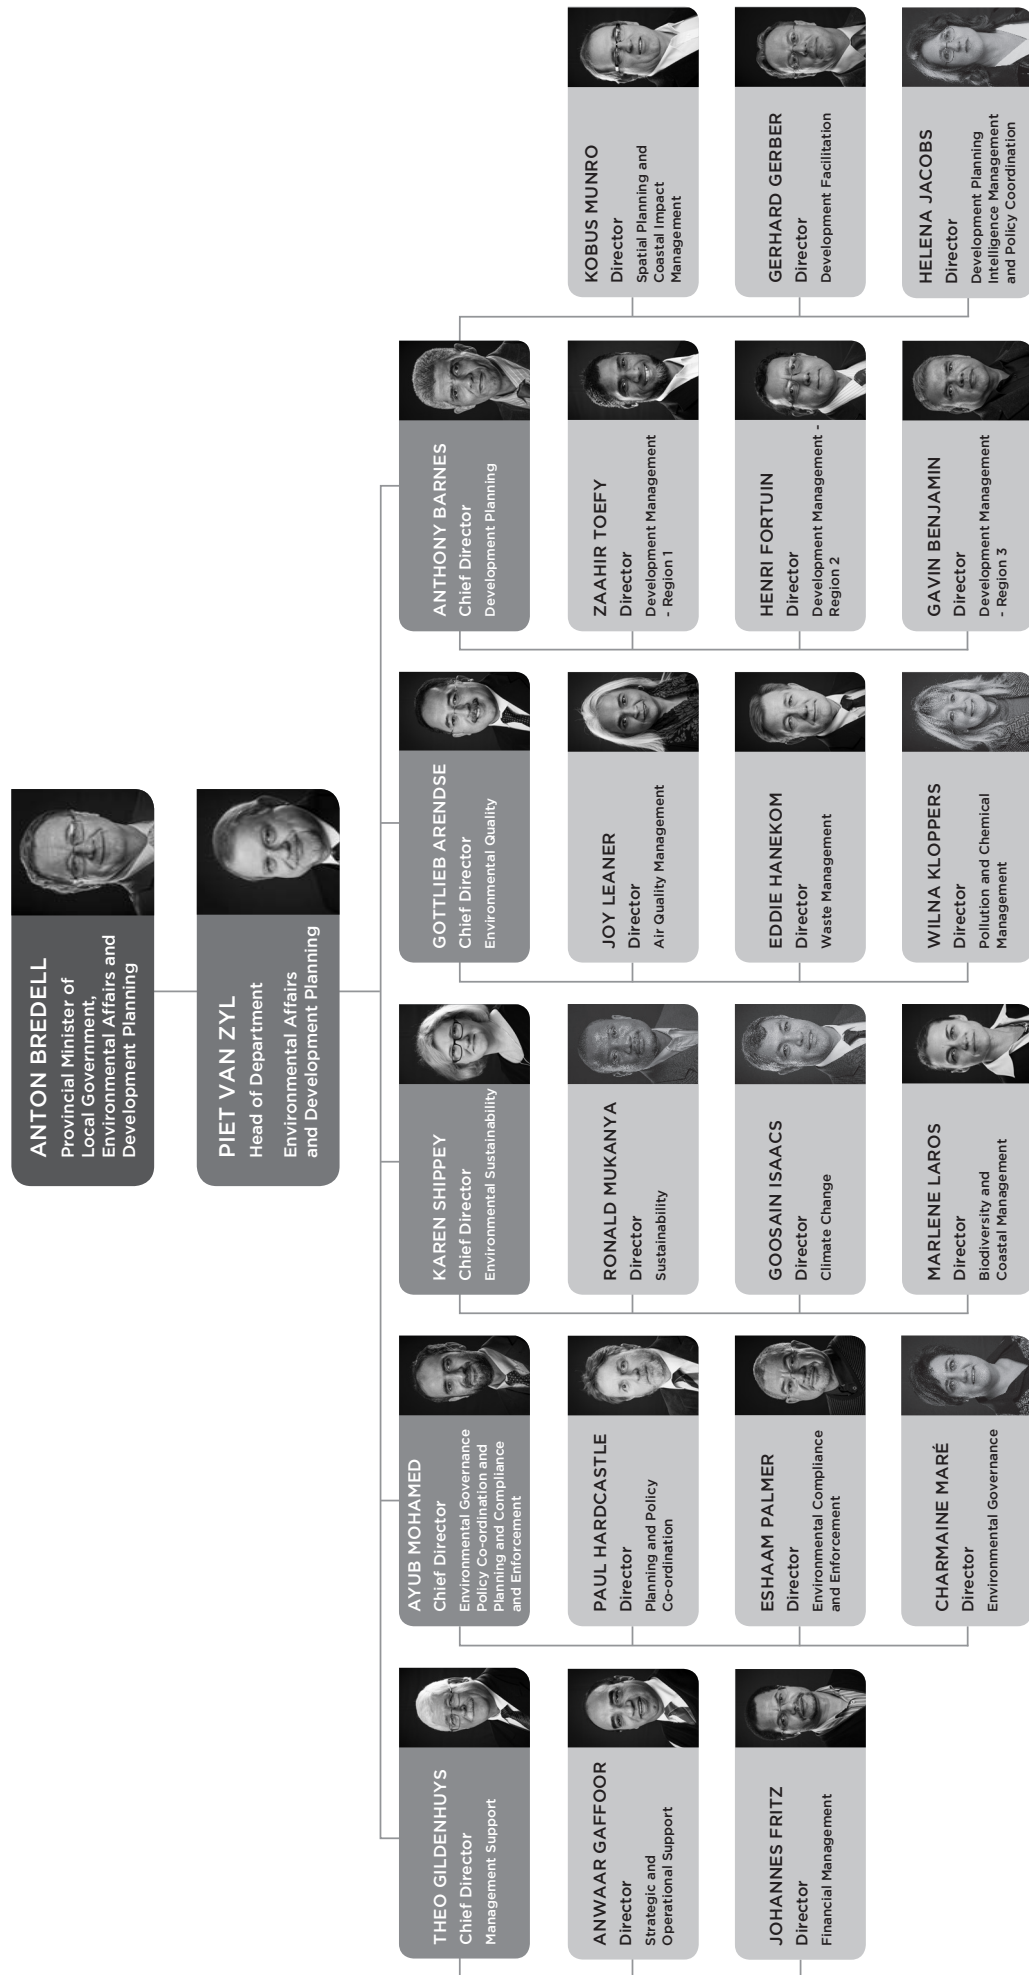 ANTON BREDELL
Provincial Minister of
Local Government,
Environmental Affairs and
Development Planning
PIET VAN ZYL
Head of Department
Environmental Affairs
and Development Planning
THEO GILDENHUYS
Chief Director
Management Support
ANWAAR GAFFOOR
Director
Strategic and
Operational Support
JOHANNES FRITZ
Director
Financial Management
AYUB MOHAMED
Chief Director
Environmental Governance
Policy Co-ordination and
Planning and Compliance
and Enforcement
PAUL HARDCASTLE
Director
Planning and Policy
Co-ordination
ESHAAM PALMER
Director
Environmental Compliance
and Enforcement
CHARMAINE MARÉ
Director
Environmental Governance
KAREN SHIPPEY
Chief Director
Environmental Sustainability
RONALD MUKANYA
Director
Sustainability
GOOSAIN ISAACS
Director
Climate Change
MARLENE LAROS
Director
Biodiversity and
Coastal Management
GOTTLIEB ARENDSE
Chief Director
Environmental Quality
JOY LEANER
Director
Air Quality Management
EDDIE HANEKOM
Director
Waste Management
WILNA KLOPPERS
Director
Pollution and Chemical
Management
ANTHONY BARNES
Chief Director
Development Planning
ZAAHIR TOEFY
Director
Development Management
- Region 1
HENRI FORTUIN
Director
Development Management -
Region 2
GAVIN BENJAMIN
Director
Development Management
- Region 3
KOBUS MUNRO
Director
Spatial Planning and
Coastal Impact
Management
GERHARD GERBER
Director
Development Facilitation
HELENA JACOBS
Director
Development Planning
Intelligence Management
and Policy Coordination